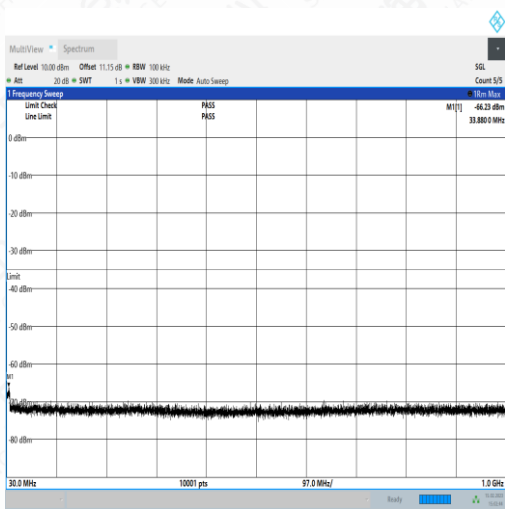 MultiView Spectrum
Ref Level 10.00 dBm Offset 11.15 dB RBW 100 kHz SGL
Att 20 dB SWT 1 s VBW 300 kHz Mode Auto Sweep Count 5/5
1 Frequency Sweep 1Rm Max
Limit Check PASS M1[1] -66.23 dBm
Line Limit PASS 33.880 0 MHz
0 dBm
-10 dBm
-20 dBm
-30 dBm
Limit
-40 dBm
-50 dBm
-60 dBm
M1
-70 dBm
-80 dBm
30.0 MHz 10001 pts 97.0 MHz/ 1.0 GHz
Ready